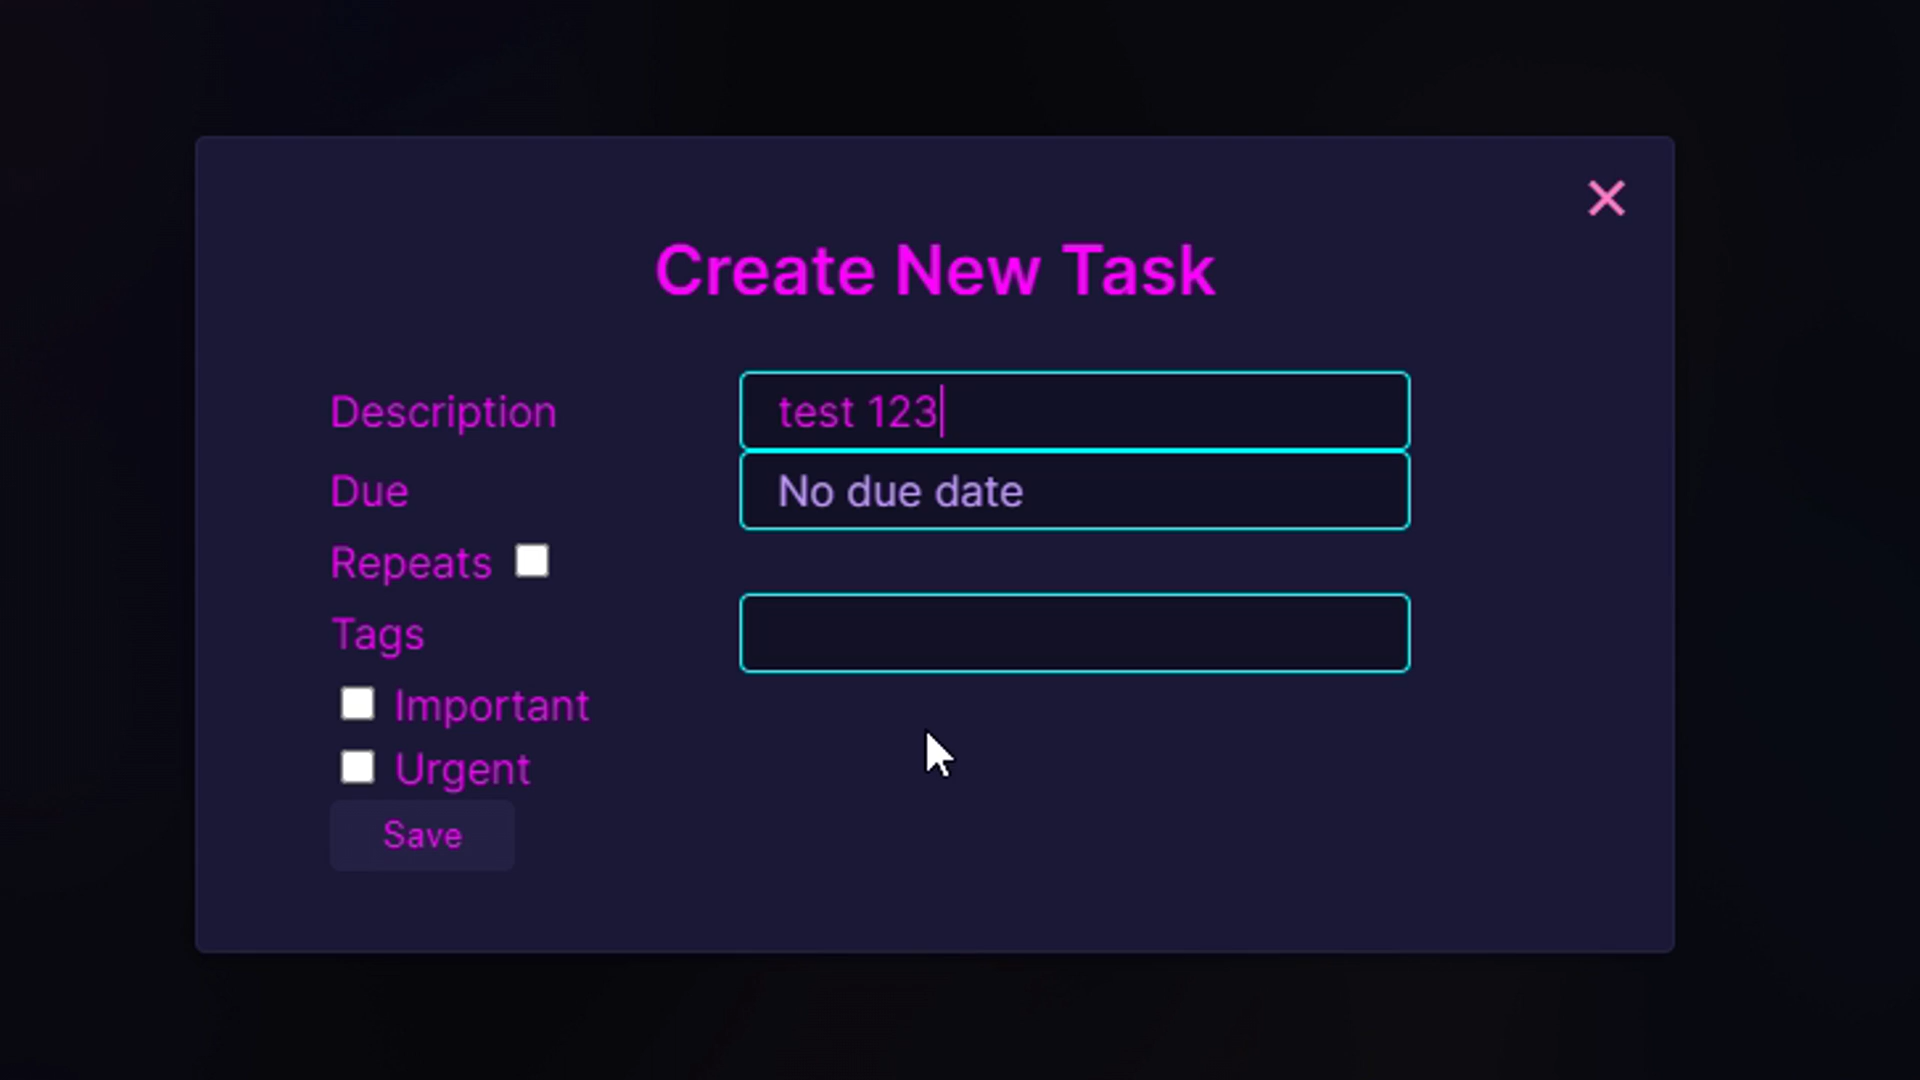 Create New Task
Description test 123
Due No due date
Repeats
Tags
Important
Urgent
Save